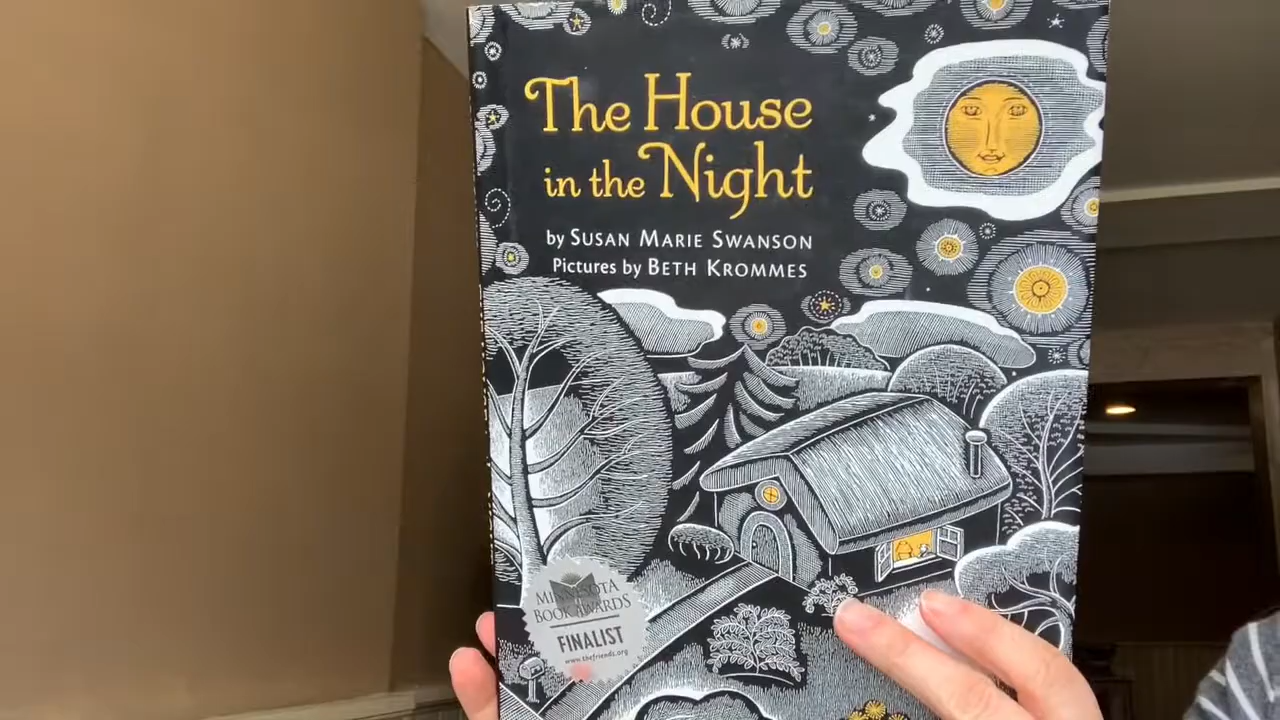 The House
in the Night
by SUSAN MARIE SWANSON
Pictures by BETH KROMMES
MINNESOTA
BOOK AWARDS
FINALIST
www.thefriends.org